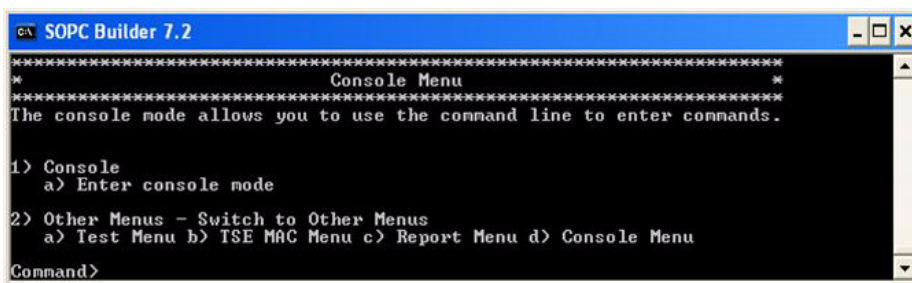 SOPC Builder 7.2
************************************************************************
* Console Menu *
************************************************************************
The console mode allows you to use the command line to enter commands.
1) Console
a) Enter console mode
2) Other Menus - Switch to Other Menus
a) Test Menu b) TSE MAC Menu c) Report Menu d) Console Menu
Command>